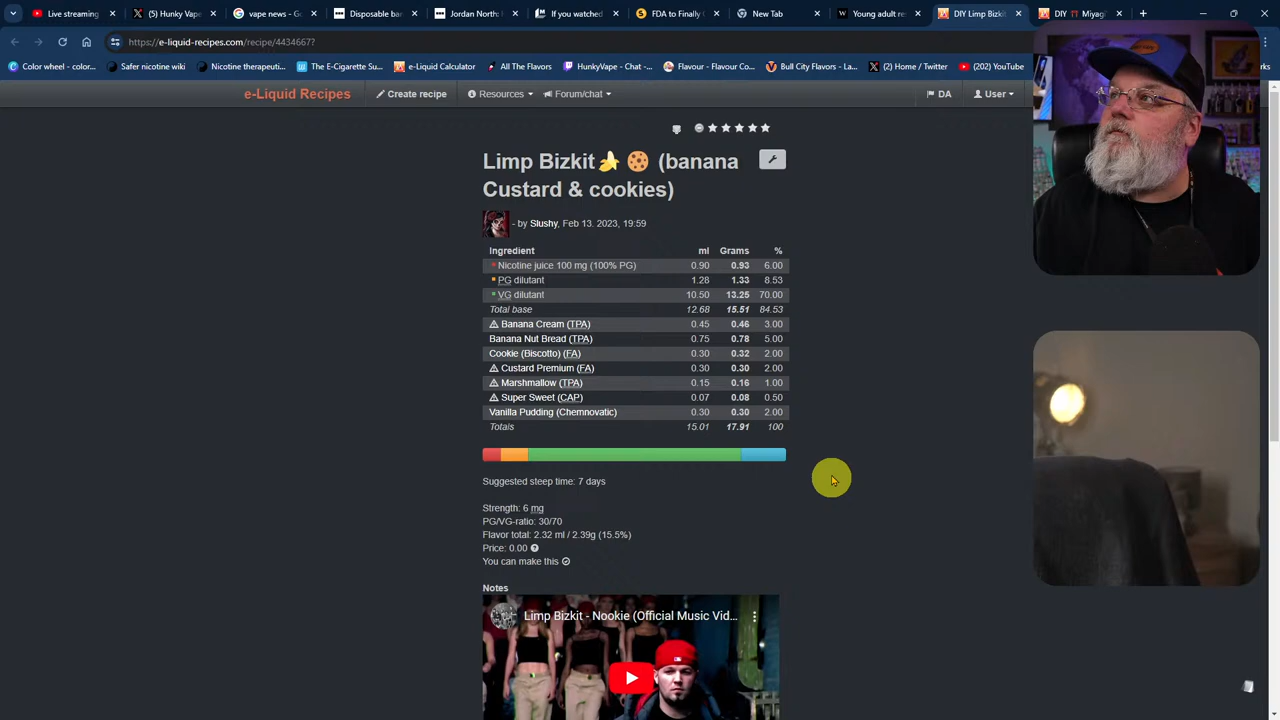 Live streaming
(5) Hunky Vape
vape news - Go
Disposable ba
Jordan North:
If you watched
FDA to Finally
New Tab
Young adult re
DIY Limp Bizki
DIY Miyagi
https://e-liquid-recipes.com/recipe/4434667?
Color wheel - color...
Safer nicotine wiki
Nicotine therapeuti...
The E-Cigarette Su...
e-Liquid Calculator
All The Flavors
HunkyVape - Chat -...
Flavour - Flavour Co...
Bull City Flavors - La...
(2) Home / Twitter
(202) YouTube
e-Liquid Recipes
Create recipe
Resources
Forum/chat
DA
User
Limp Bizkit🍌 🍪 (banana
Custard & cookies)
- by Slushy, Feb 13. 2023, 19:59
Ingredient ml Grams %
Nicotine juice 100 mg (100% PG) 0.90 0.93 6.00
PG dilutant 1.28 1.33 8.53
VG dilutant 10.50 13.25 70.00
Total base 12.68 15.51 84.53
Banana Cream (TPA) 0.45 0.46 3.00
Banana Nut Bread (TPA) 0.75 0.78 5.00
Cookie (Biscotto) (FA) 0.30 0.32 2.00
Custard Premium (FA) 0.30 0.30 2.00
Marshmallow (TPA) 0.15 0.16 1.00
Super Sweet (CAP) 0.07 0.08 0.50
Vanilla Pudding (Chemnovatic) 0.30 0.30 2.00
Totals 15.01 17.91 100
Suggested steep time: 7 days
Strength: 6 mg
PG/VG-ratio: 30/70
Flavor total: 2.32 ml / 2.39g (15.5%)
Price: 0.00
You can make this
Notes
Limp Bizkit - Nookie (Official Music Vid...